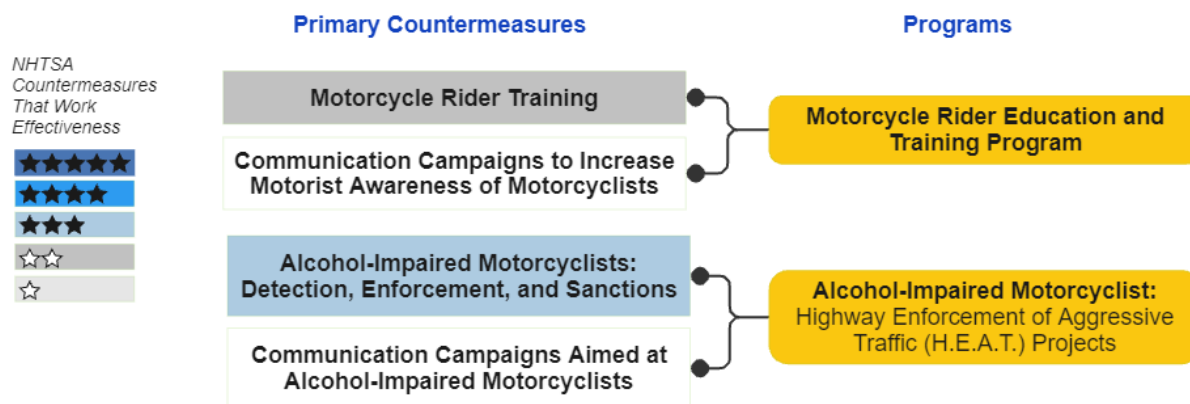 Primary Countermeasures
Programs
NHTSA
Countermeasures
That Work
Effectiveness
Motorcycle Rider Training
Communication Campaigns to Increase
Motorist Awareness of Motorcyclists
Motorcycle Rider Education and
Training Program
Alcohol-Impaired Motorcyclists:
Detection, Enforcement, and Sanctions
Communication Campaigns Aimed at
Alcohol-Impaired Motorcyclists
Alcohol-Impaired Motorcyclist:
Highway Enforcement of Aggressive
Traffic (H.E.A.T.) Projects